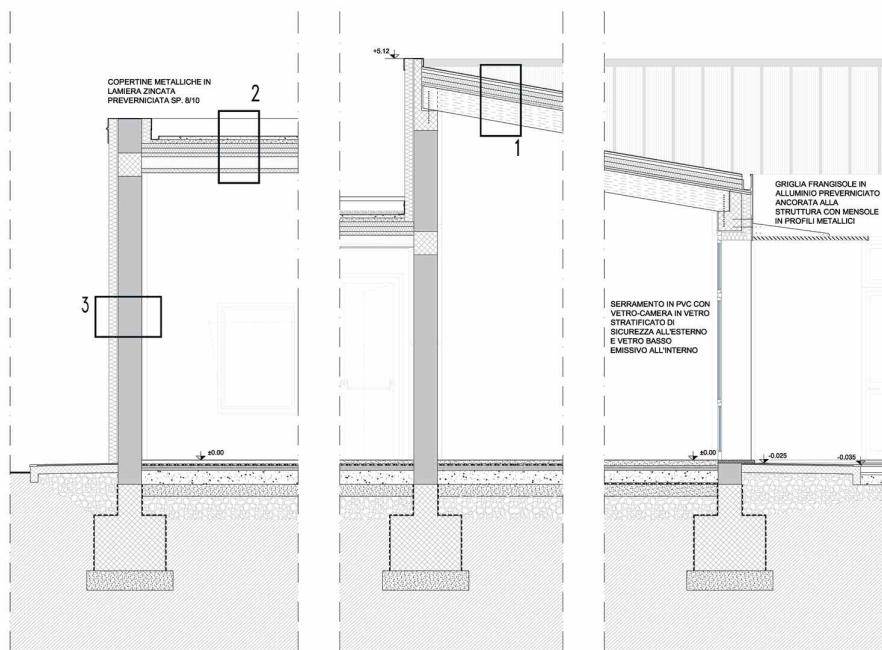 +5.12
COPERTINE METALLICHE IN
LAMIERA ZINCATA
PREVERNICIATA SP. 8/10
2
1
GRIGLIA FRANGISOLE IN
ALLUMINIO PREVERNICIATO
ANCORATA ALLA
STRUTTURA CON MENSOLE
IN PROFILI METALLICI
3
SERRAMENTO IN PVC CON
VETRO-CAMERA IN VETRO
STRATIFICATO DI
SICUREZZA ALL'ESTERNO
E VETRO BASSO
EMISSIVO ALL'INTERNO
±0.00
±0.00
-0.025
-0.035